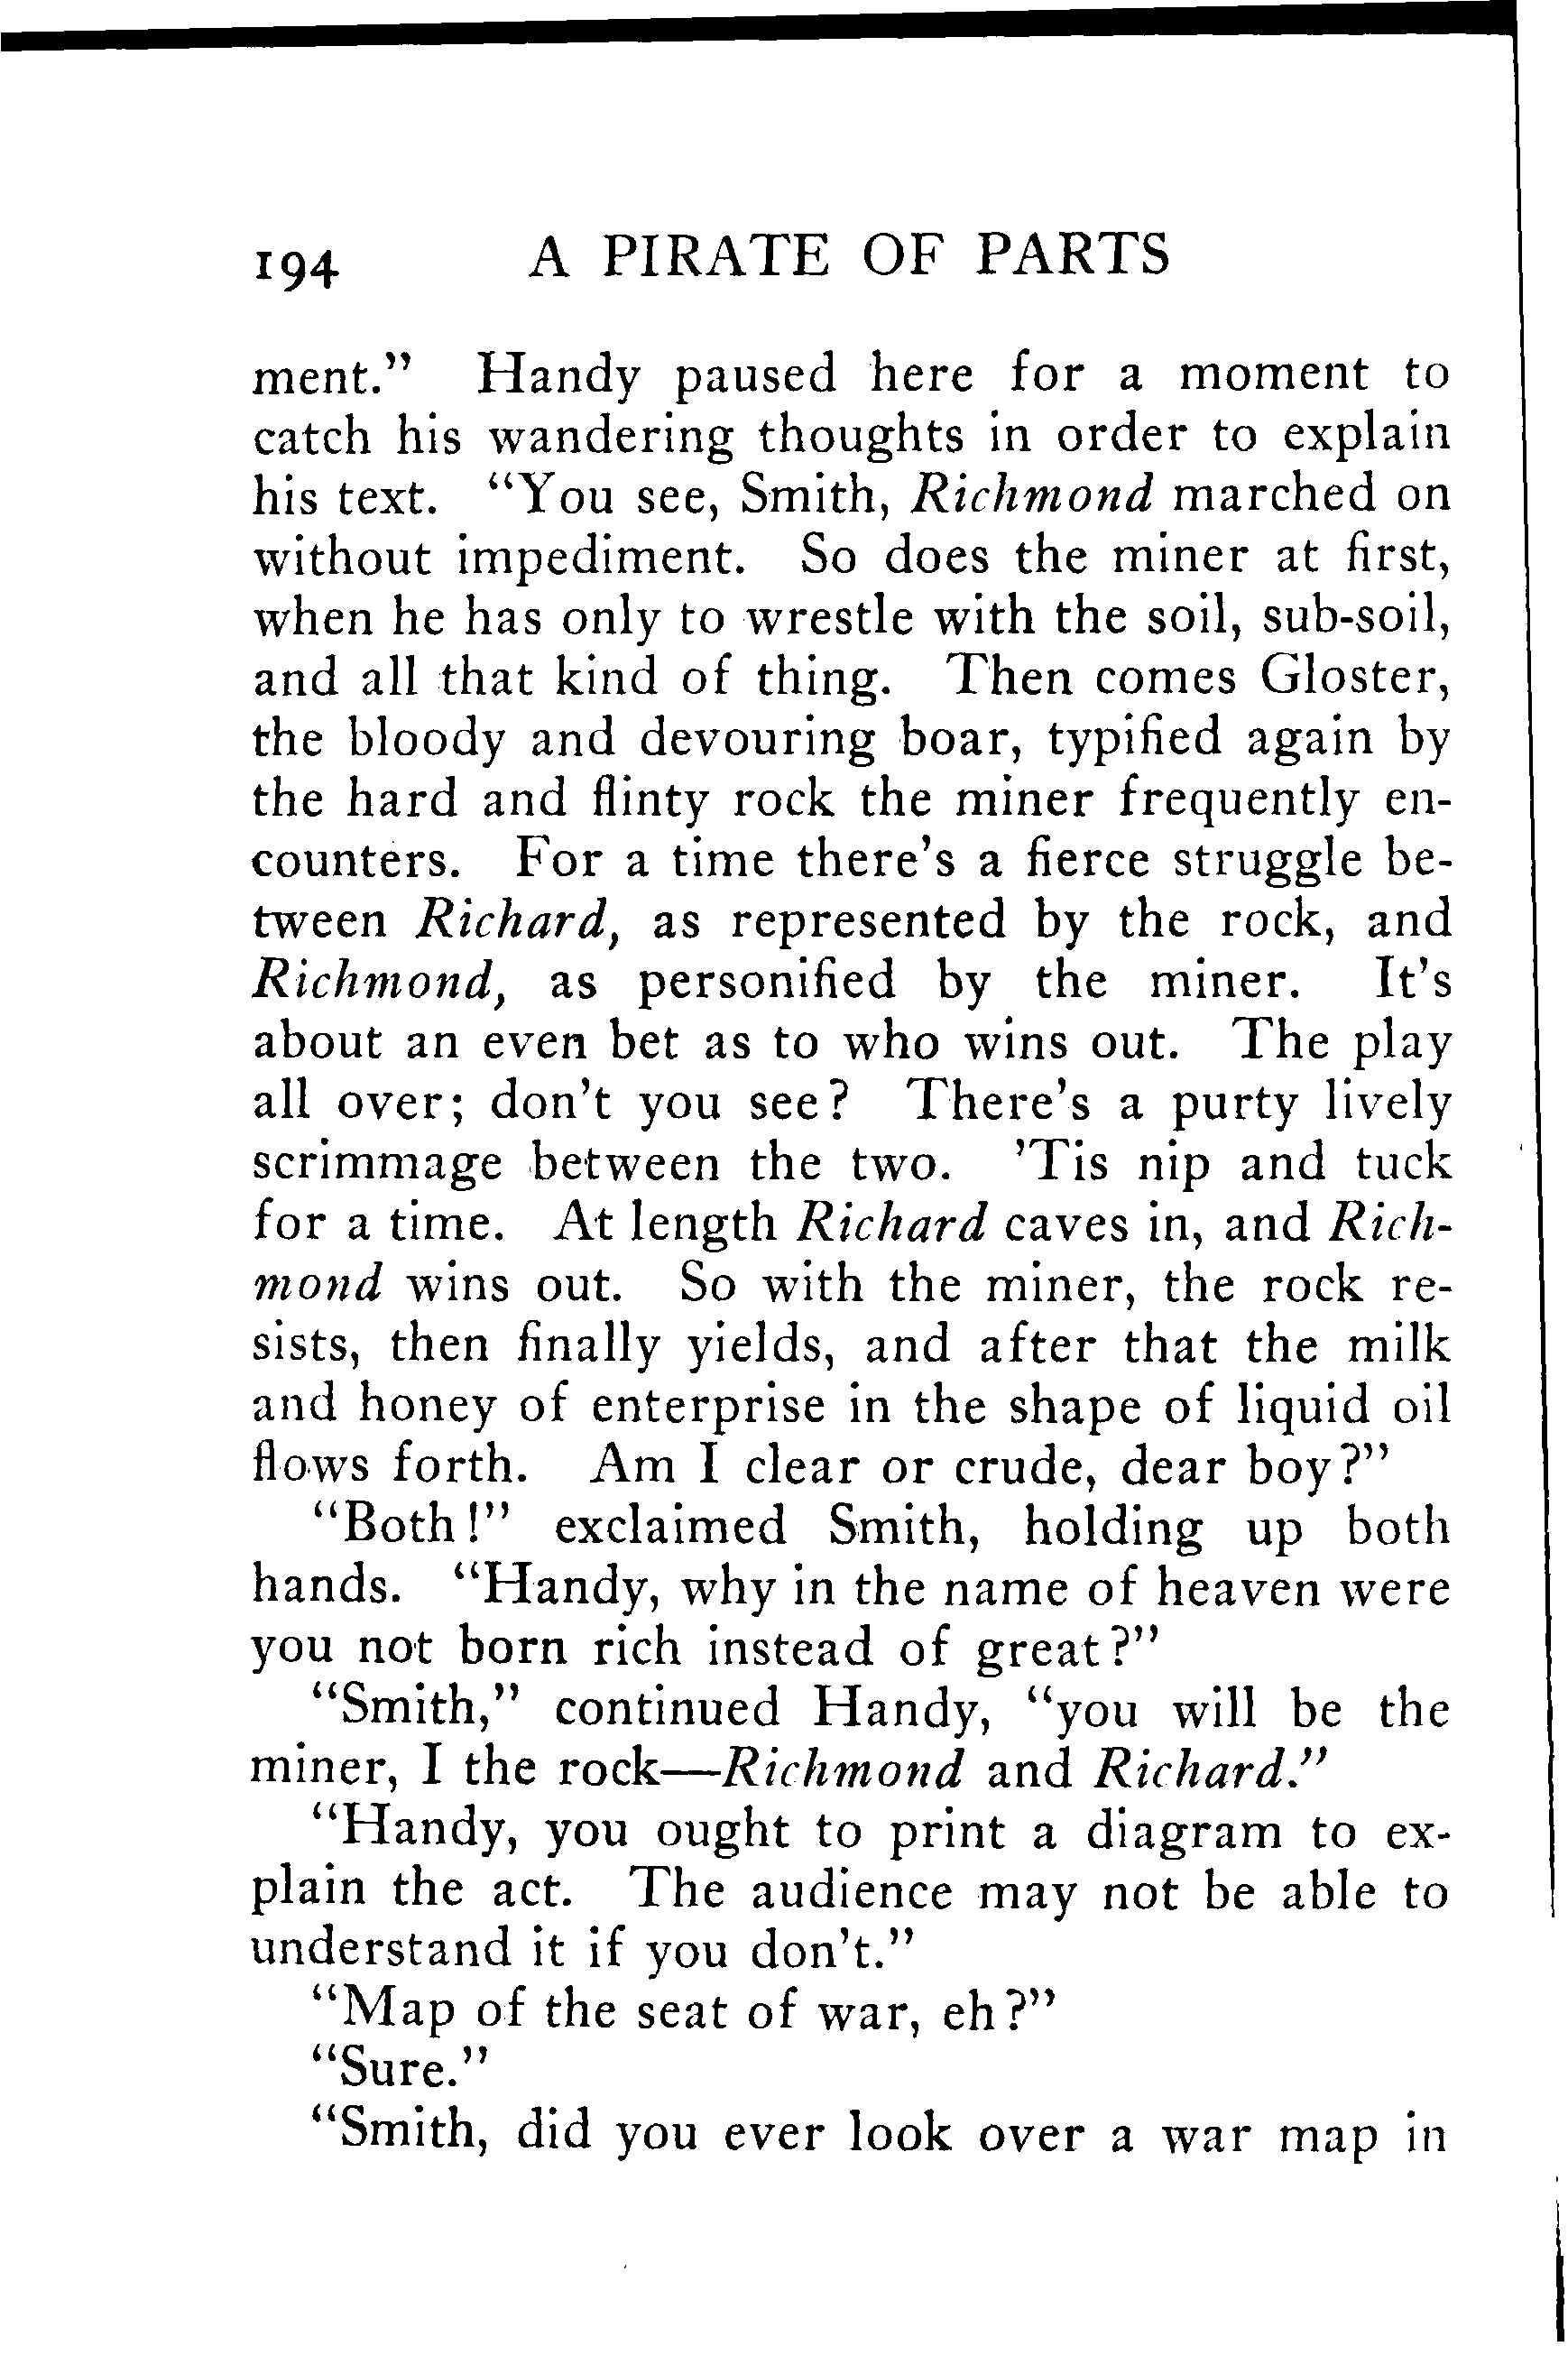 194 A PIRATE OF PARTS
ment." Handy paused here for a moment to
catch his wandering thoughts in order to explain
his text. "You see, Smith, Richmond marched on
without impediment. So does the miner at first,
when he has only to wrestle with the soil, sub-soil,
and all that kind of thing. Then comes Gloster,
the bloody and devouring boar, typified again by
the hard and flinty rock the miner frequently en-
counters. For a time there's a fierce struggle be-
tween Richard, as represented by the rock, and
Richmond, as personified by the miner. It's
about an even bet as to who wins out. The play
all over; don't you see? There's a purty lively
scrimmage between the two. 'Tis nip and tuck
for a time. At length Richard caves in, and Rich-
mond wins out. So with the miner, the rock re-
sists, then finally yields, and after that the milk
and honey of enterprise in the shape of liquid oil
flows forth. Am I clear or crude, dear boy?"
"Both!" exclaimed Smith, holding up both
hands. "Handy, why in the name of heaven were
you not born rich instead of great?"
"Smith," continued Handy, "you will be the
miner, I the rock—Richmond and Richard."
"Handy, you ought to print a diagram to ex-
plain the act. The audience may not be able to
understand it if you don't."
"Map of the seat of war, eh?"
"Sure."
"Smith, did you ever look over a war map in